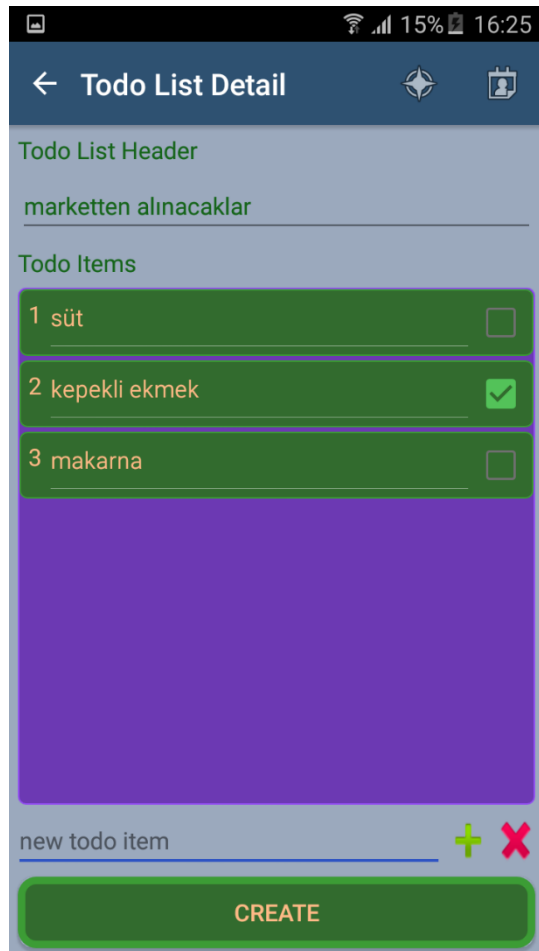 15% 16:25
Todo List Detail
Todo List Header
marketten alınacaklar
Todo Items
1 süt
2 kepekli ekmek
3 makarna
new todo item
CREATE